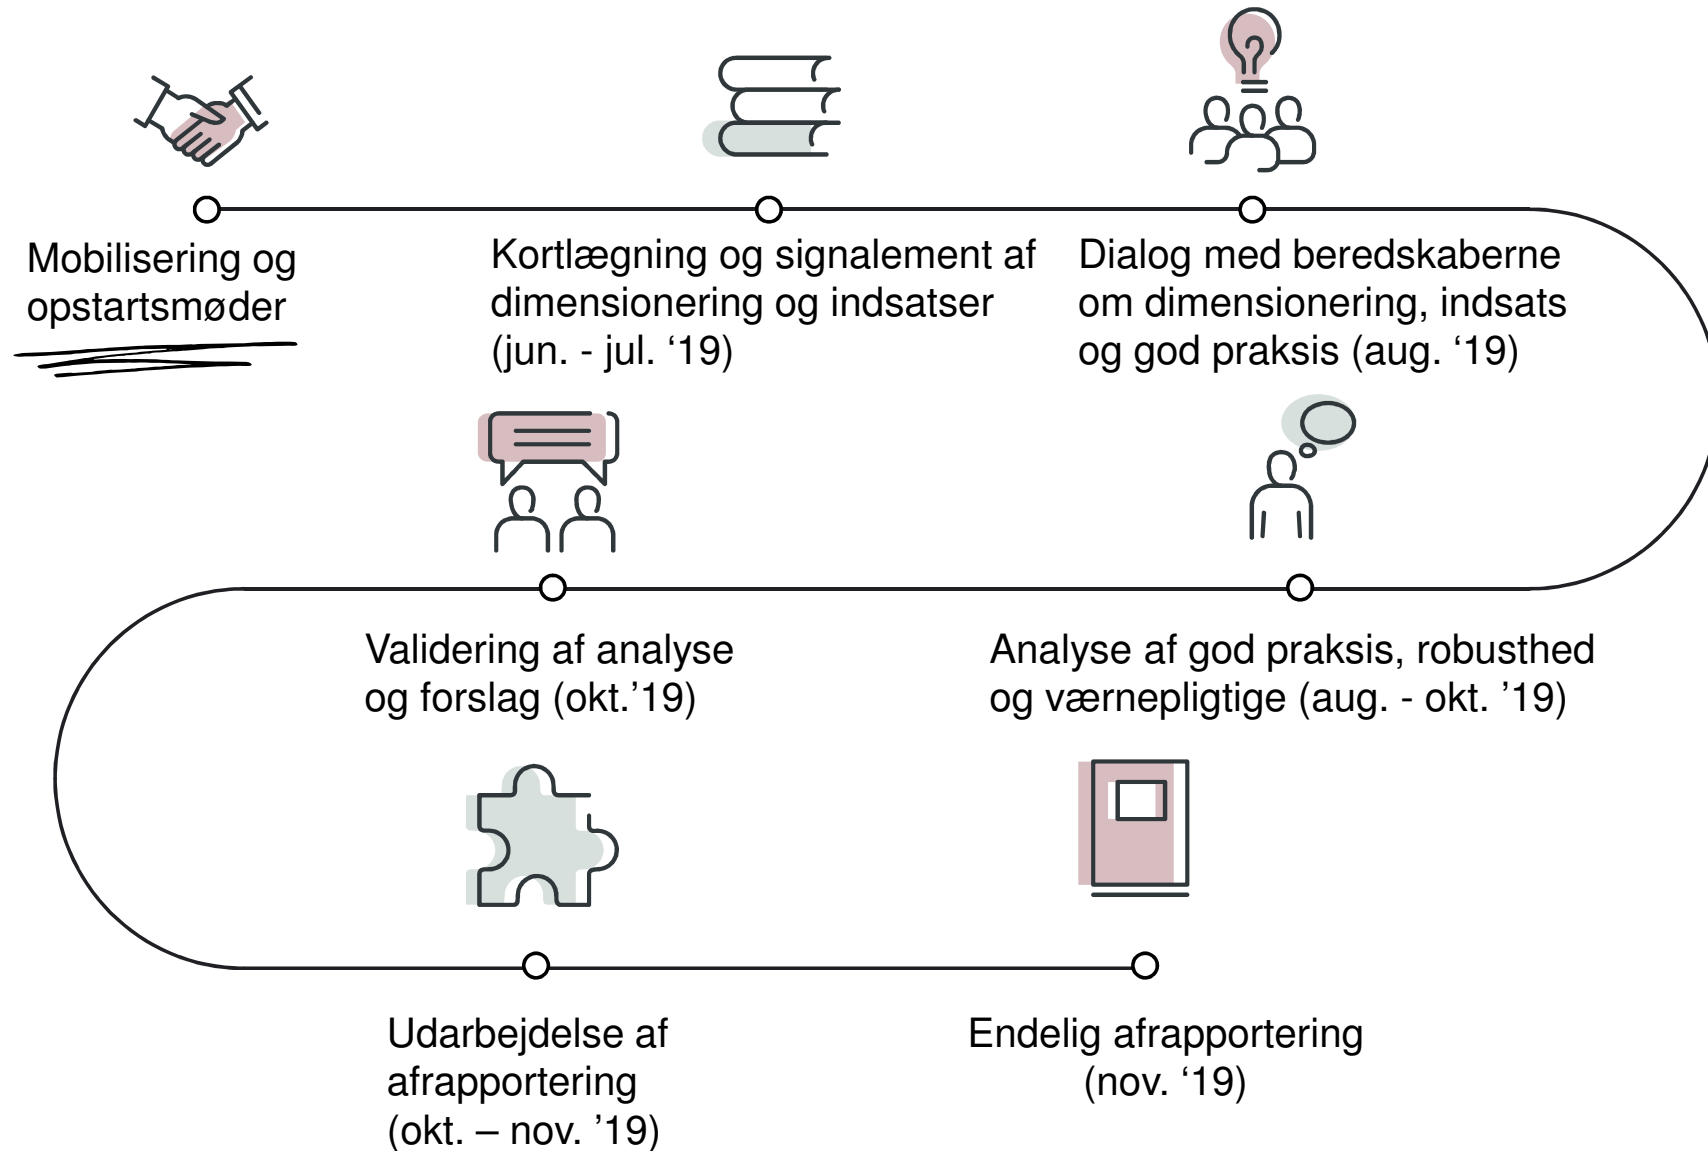 Mobilisering og
opstartsmøder
Kortlægning og signalement af
dimensionering og indsatser
(jun. - jul. ‘19)
Dialog med beredskaberne
om dimensionering, indsats
og god praksis (aug. ‘19)
Analyse af god praksis, robusthed
og værnepligtige (aug. - okt. ’19)
Validering af analyse
og forslag (okt.’19)
Udarbejdelse af
afrapportering
(okt. – nov. ’19)
Endelig afrapportering
(nov. ‘19)